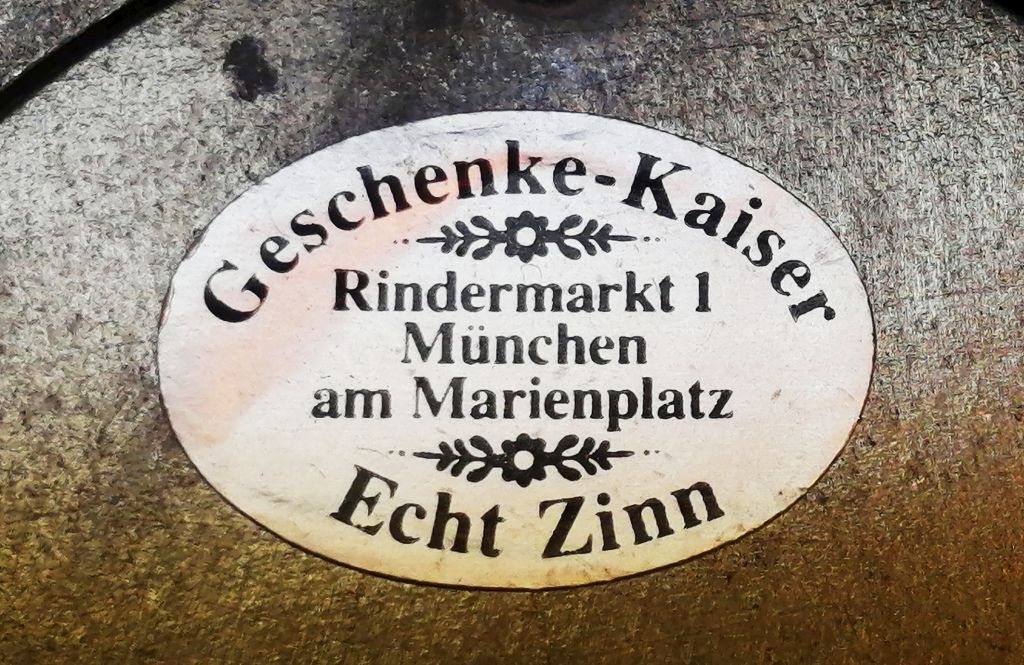 Geschenke-Kaiser
Rindermarkt 1
München
am Marienplatz
Echt Zinn